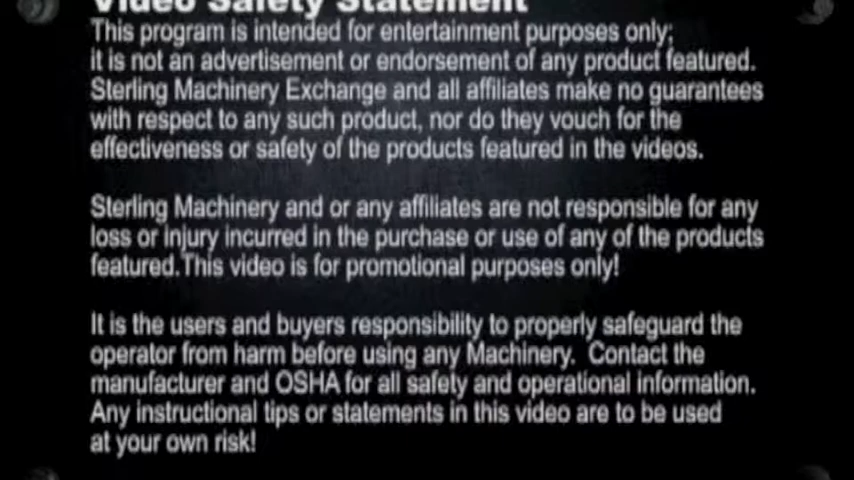 Video Safety Statement
This program is intended for entertainment purposes only;
it is not an advertisement or endorsement of any product featured.
Sterling Machinery Exchange and all affiliates make no guarantees
with respect to any such product, nor do they vouch for the
effectiveness or safety of the products featured in the videos.
Sterling Machinery and or any affiliates are not responsible for any
loss or injury incurred in the purchase or use of any of the products
featured.This video is for promotional purposes only!
It is the users and buyers responsibility to properly safeguard the
operator from harm before using any Machinery.  Contact the
manufacturer and OSHA for all safety and operational information.
Any instructional tips or statements in this video are to be used
at your own risk!